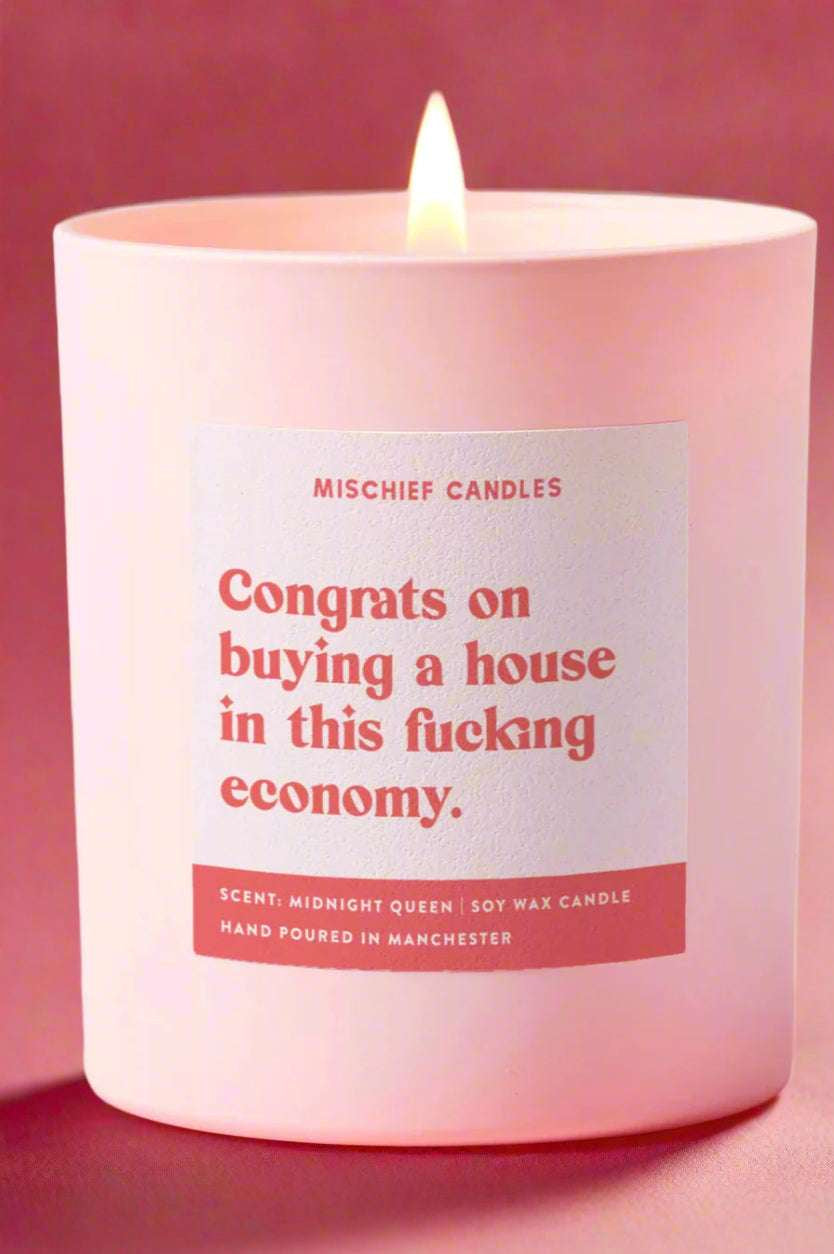 MISCHIEF CANDLES
Congrats on
buying a house
in this fucking
economy.
SCENT: MIDNIGHT QUEEN | SOY WAX CANDLE
HAND POURED IN MANCHESTER